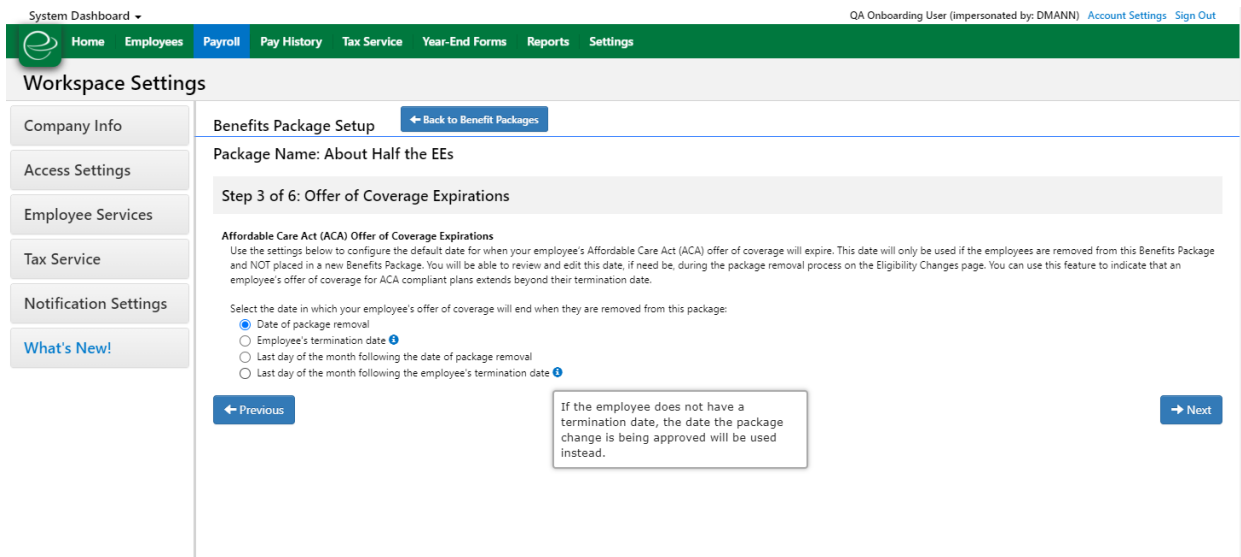 System Dashboard
QA Onboarding User (impersonated by: DMANN) Account Settings Sign Out
Home Employees Payroll Pay History Tax Service Year-End Forms Reports Settings
Workspace Settings
Company Info
Access Settings
Employee Services
Tax Service
Notification Settings
What's New!
Benefits Package Setup
Back to Benefit Packages
Package Name: About Half the EEs
Step 3 of 6: Offer of Coverage Expirations
Affordable Care Act (ACA) Offer of Coverage Expirations
Use the settings below to configure the default date for when your employee's Affordable Care Act (ACA) offer of coverage will expire. This date will only be used if the employees are removed from this Benefits Package
and NOT placed in a new Benefits Package. You will be able to review and edit this date, if need be, during the package removal process on the Eligibility Changes page. You can use this feature to indicate that an
employee's offer of coverage for ACA compliant plans extends beyond their termination date.
Select the date in which your employee's offer of coverage will end when they are removed from this package:
Date of package removal
Employee's termination date
Last day of the month following the date of package removal
Last day of the month following the employee's termination date
Previous
If the employee does not have a
termination date, the date the package
change is being approved will be used
instead.
Next